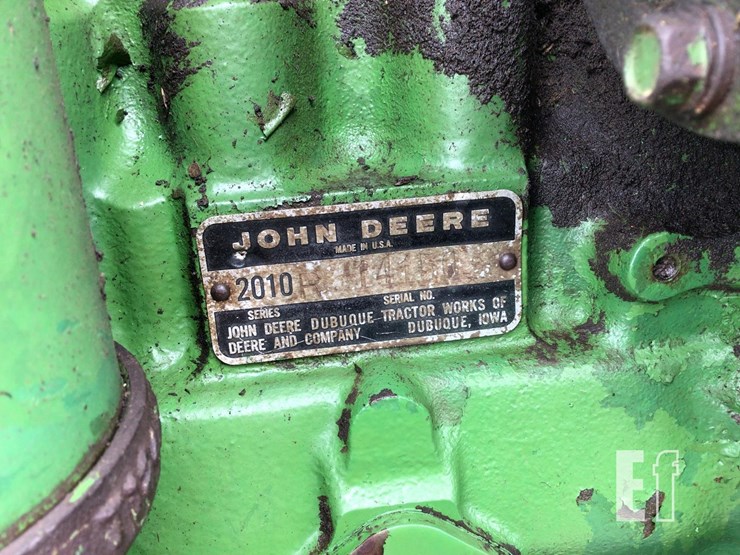 JOHN DEERE
MADE IN U.S.A.
2010
SERIES SERIAL NO.
JOHN DEERE DUBUQUE TRACTOR WORKS OF
DEERE AND COMPANY DUBUQUE, IOWA
Ef